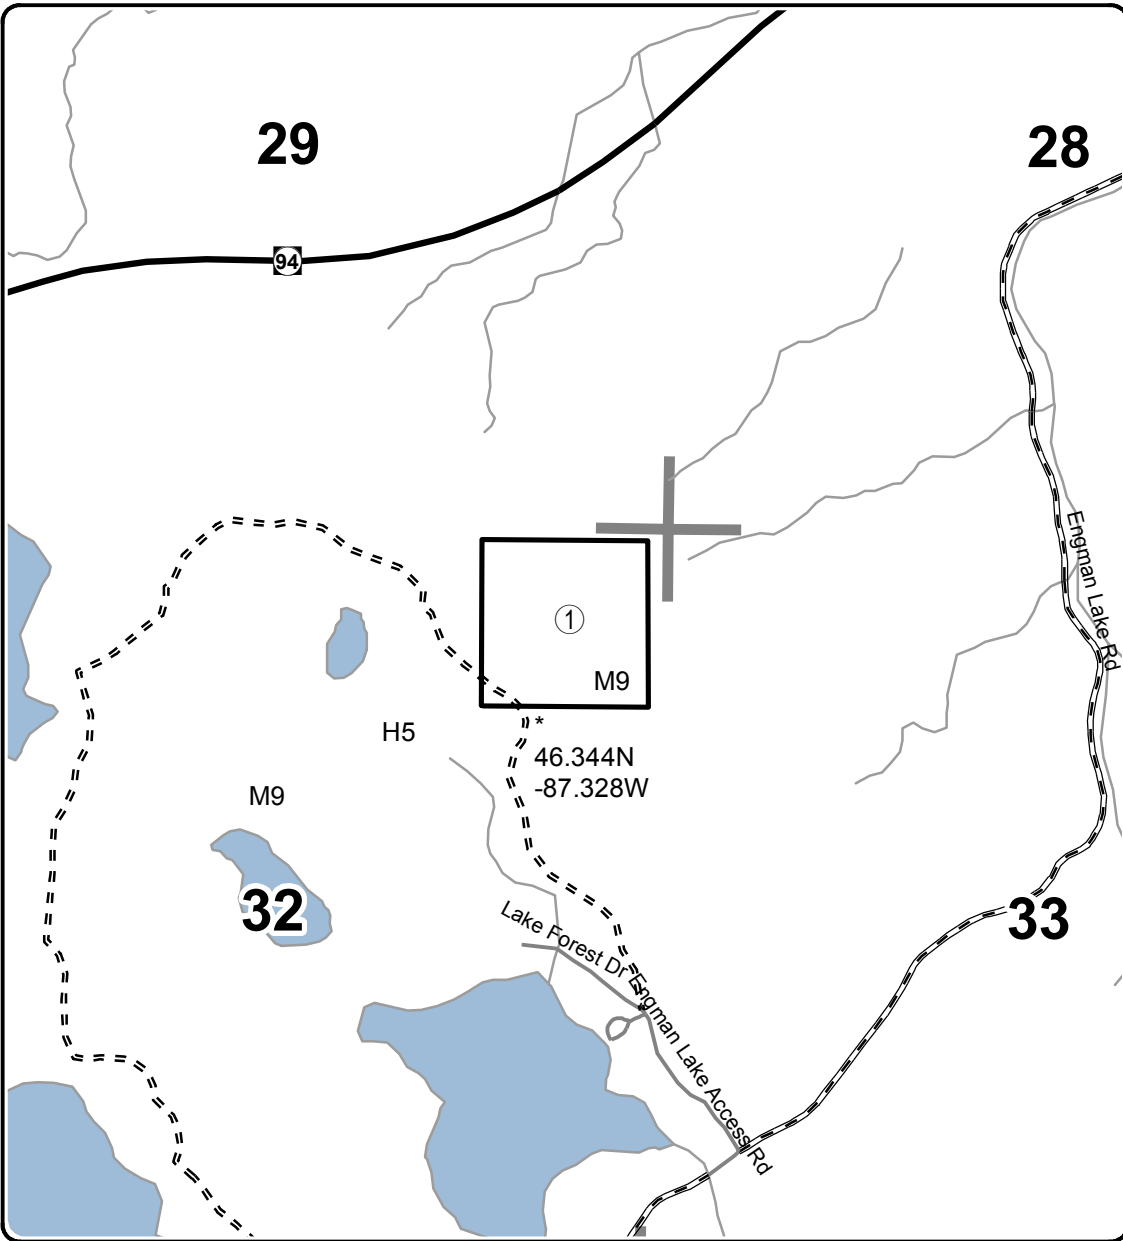 29
28
94
Engman Lake Rd
1
M9
H5
*
46.344N
-87.328W
M9
32
33
Lake Forest Dr
Engman Lake Access Rd